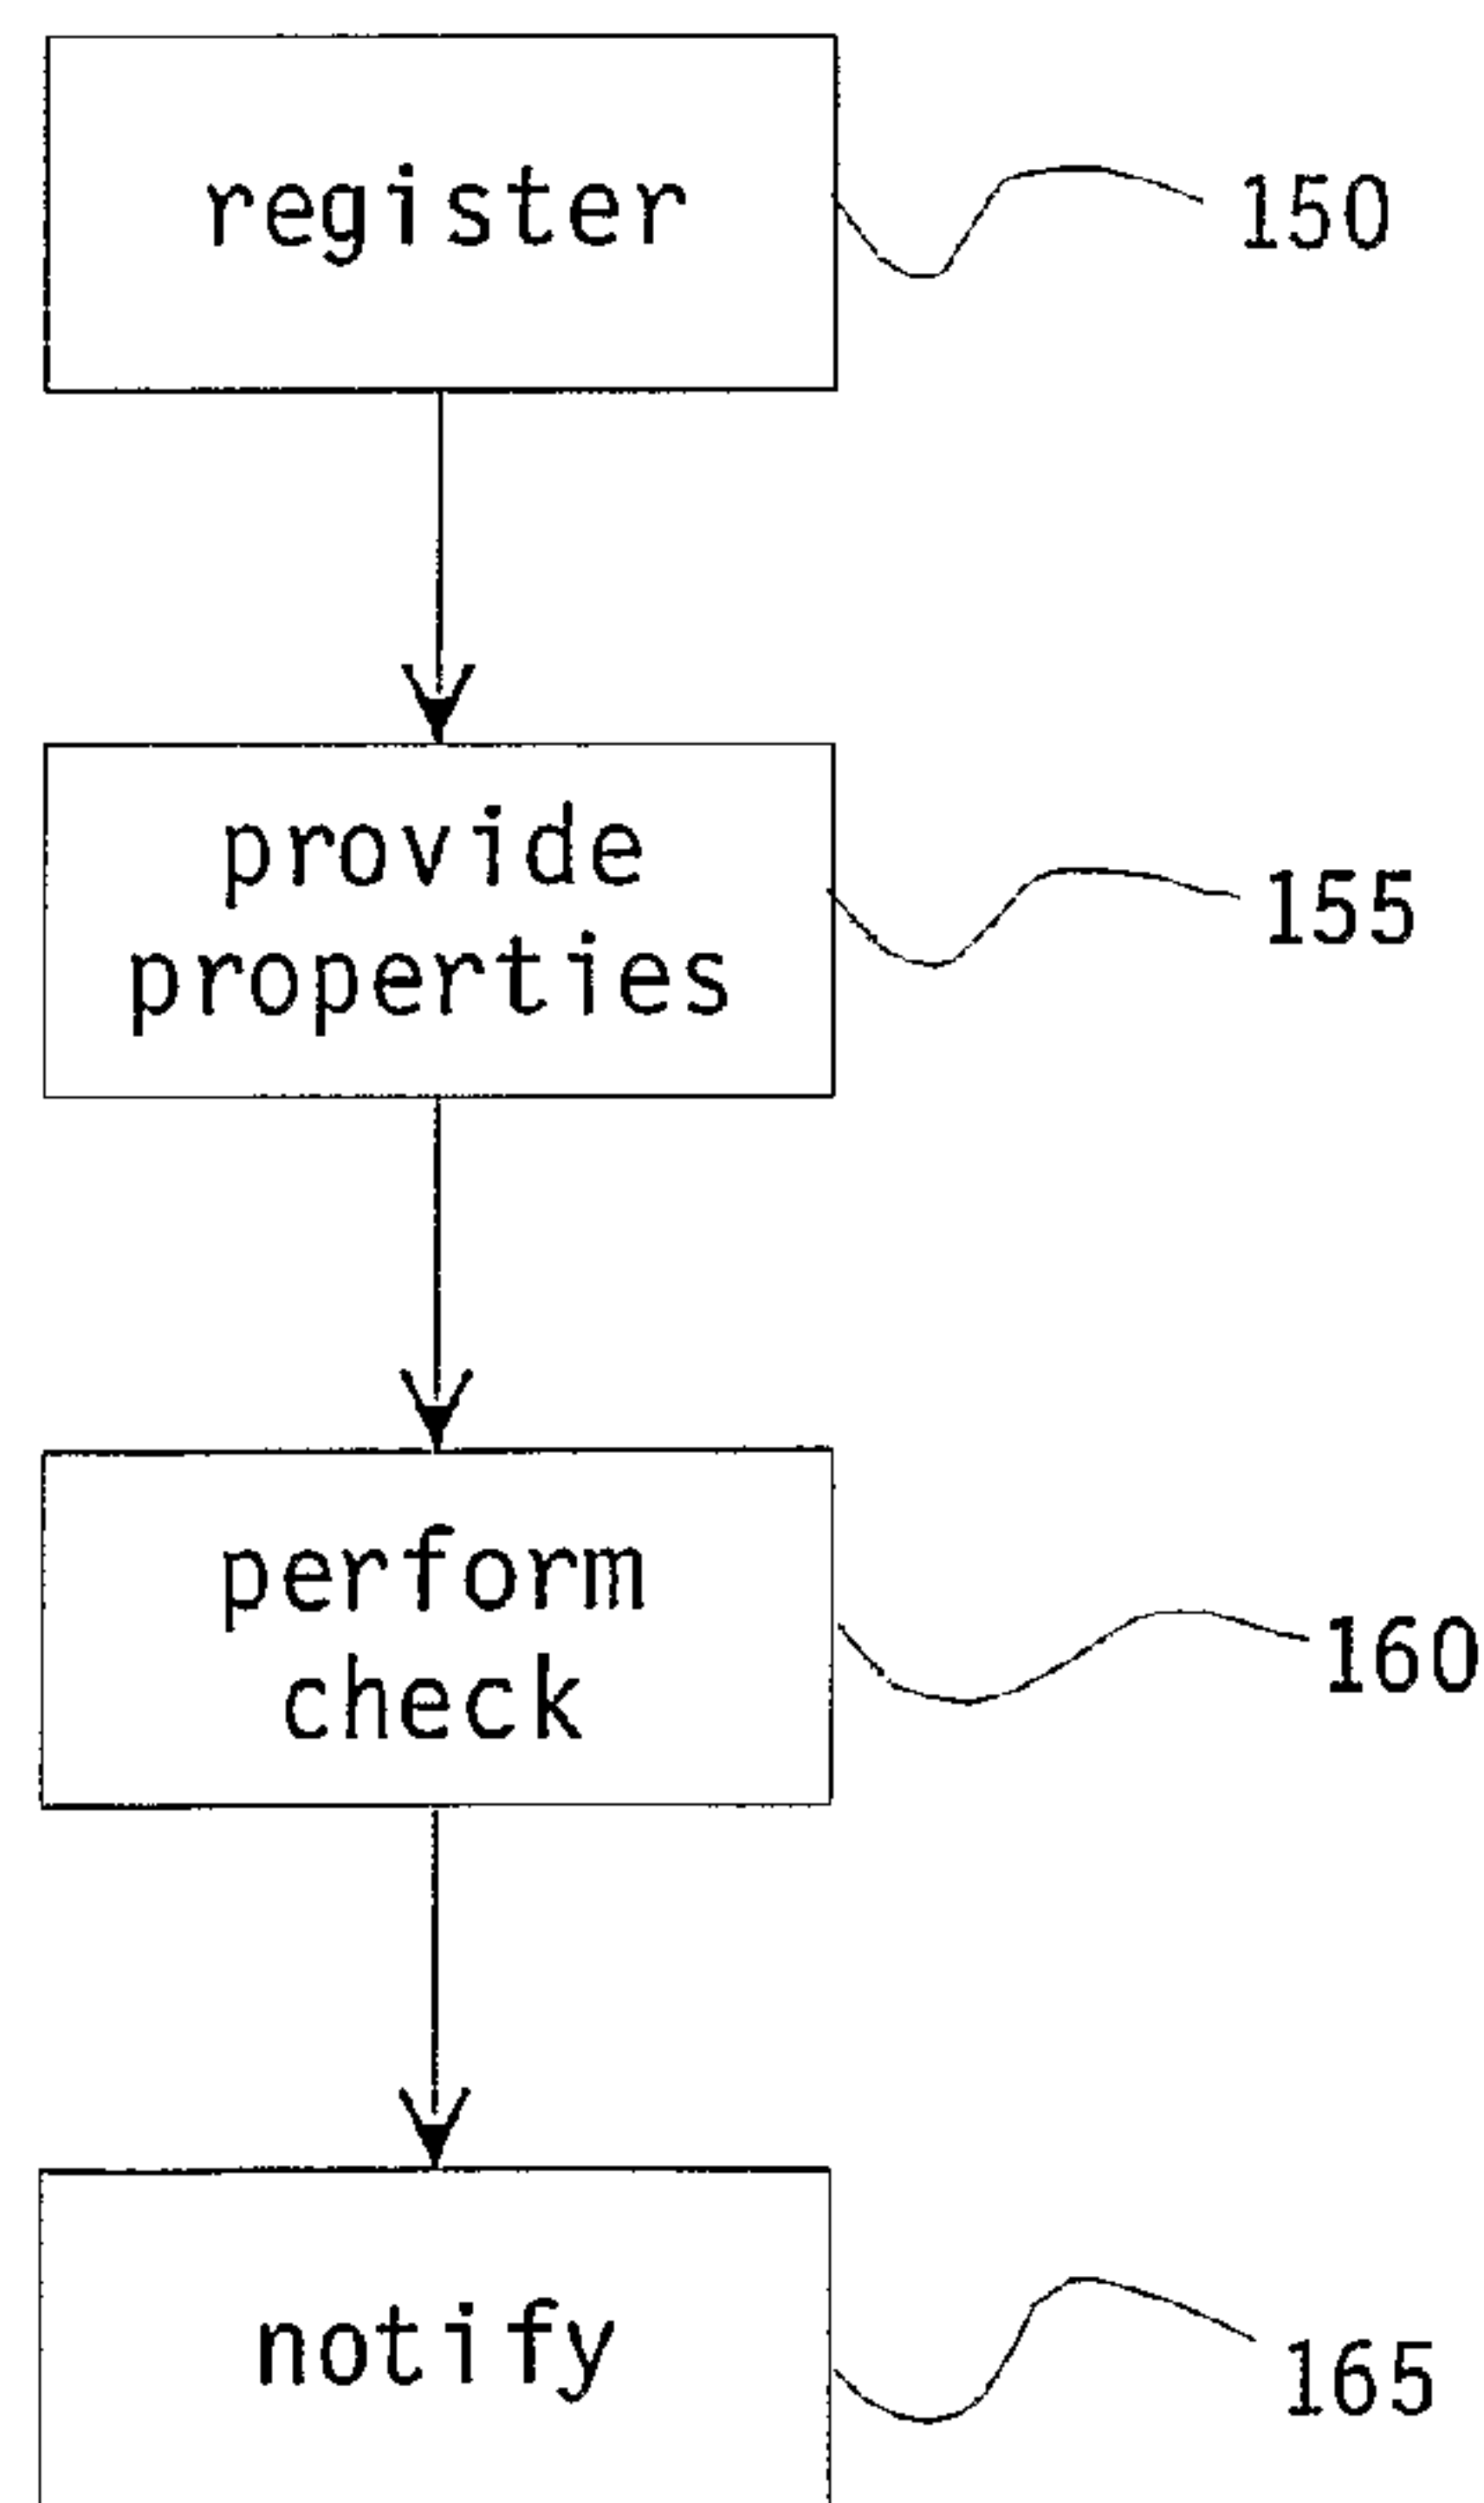 register
150
provide
properties
155
perform
check
160
notify
165